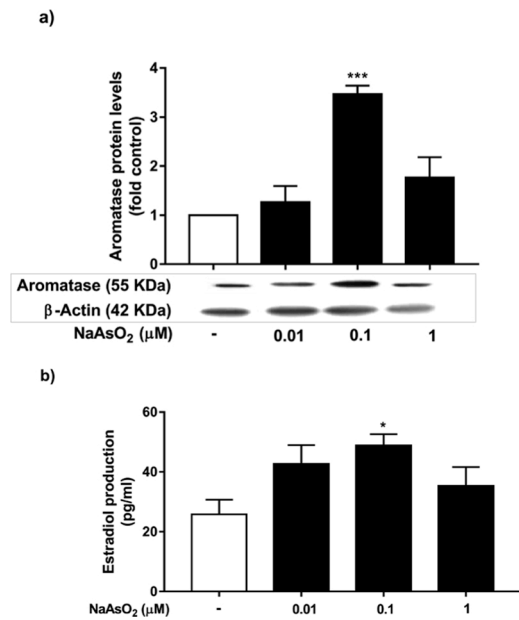 a)
Aromatase protein levels
(fold control)
4
3
2
1
0
***
Aromatase (55 KDa)
β-Actin (42 KDa)
NaAsO₂ (μM) - 0.01 0.1 1
b)
Estradiol production
(pg/ml)
60
40
20
0
*
NaAsO₂ (μM) - 0.01 0.1 1